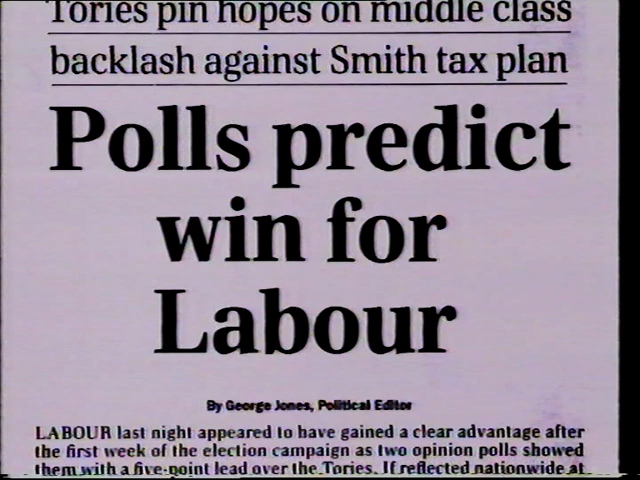 Tories pin hopes on middle class
backlash against Smith tax plan
Polls predict
win for
Labour
By George Jones, Political Editor
LABOUR last night appeared to have gained a clear advantage after
the first week of the election campaign as two opinion polls showed
them with a five-point lead over the Tories. If reflected nationwide at